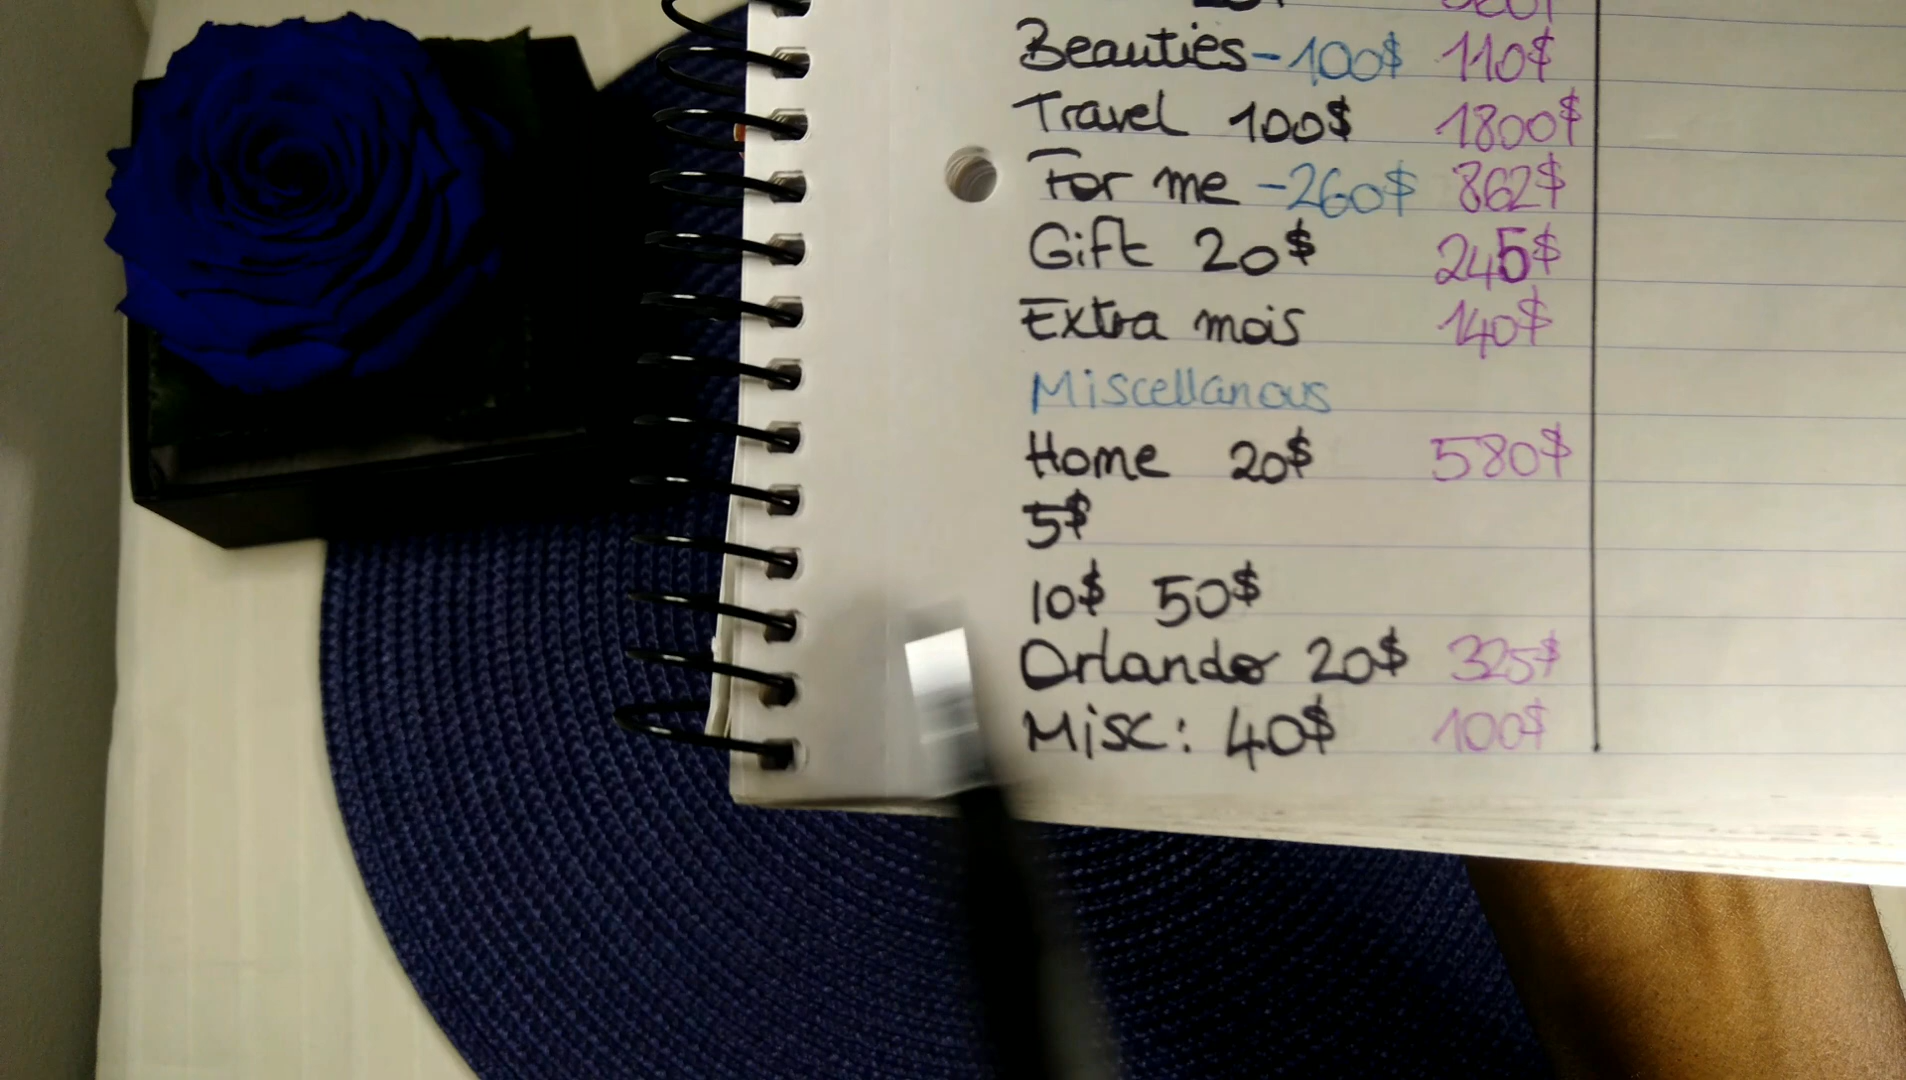 Beauties -100$ 110$
Travel 100$ 1800$
For me -260$ 862$
Gift 20$ 245$
Extra mois 140$
Miscellanous
Home 20$ 580$
5$
10$ 50$
Orlando 20$ 325$
Misc: 40$ 100$